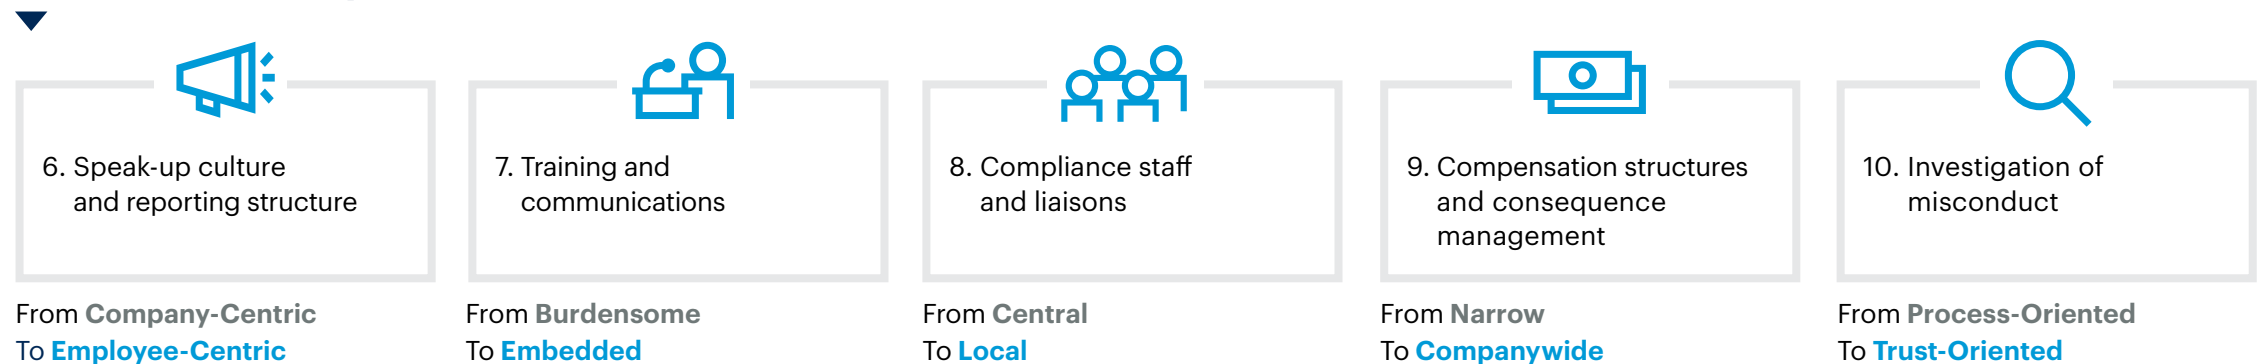 6. Speak-up culture
and reporting structure
From Company-Centric
To Employee-Centric
7. Training and
communications
From Burdensome
To Embedded
8. Compliance staff
and liaisons
From Central
To Local
9. Compensation structures
and consequence
management
From Narrow
To Companywide
10. Investigation of
misconduct
From Process-Oriented
To Trust-Oriented